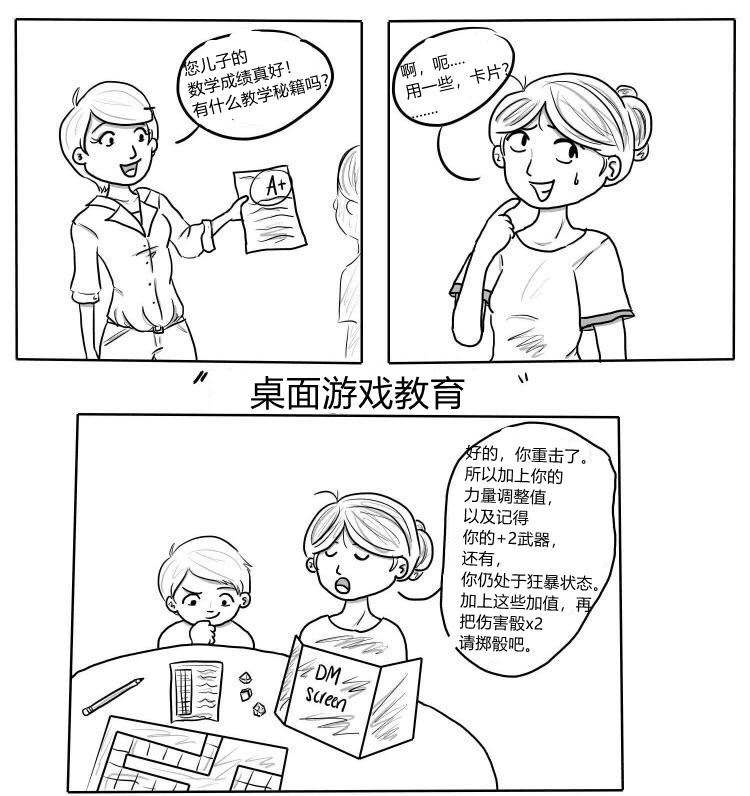 您儿子的
数学成绩真好！
有什么教学秘籍吗？
A+
啊，呃....
用一些，卡片？
........
桌面游戏教育
好的，你重击了。
所以加上你的
力量调整值，
以及记得
你的+2武器，
还有，
你仍处于狂暴状态。
加上这些加值，再
把伤害骰x2
请掷骰吧。
DM
screen